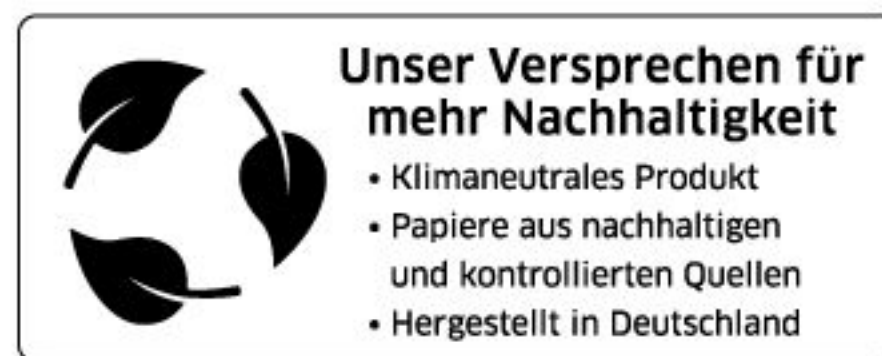 Unser Versprechen für
mehr Nachhaltigkeit
• Klimaneutrales Produkt
• Papiere aus nachhaltigen
und kontrollierten Quellen
• Hergestellt in Deutschland